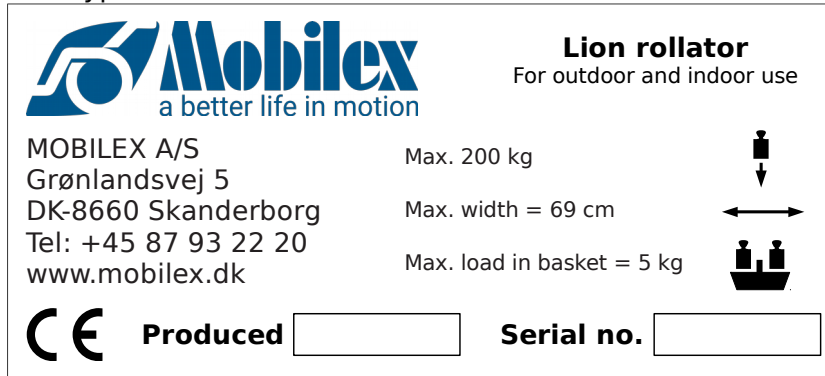 Mobilex
a better life in motion
Lion rollator
For outdoor and indoor use
MOBILEX A/S
Grønlandsvej 5
DK-8660 Skanderborg
Tel: +45 87 93 22 20
www.mobilex.dk
Max. 200 kg
Max. width = 69 cm
Max. load in basket = 5 kg
CE
Produced
Serial no.